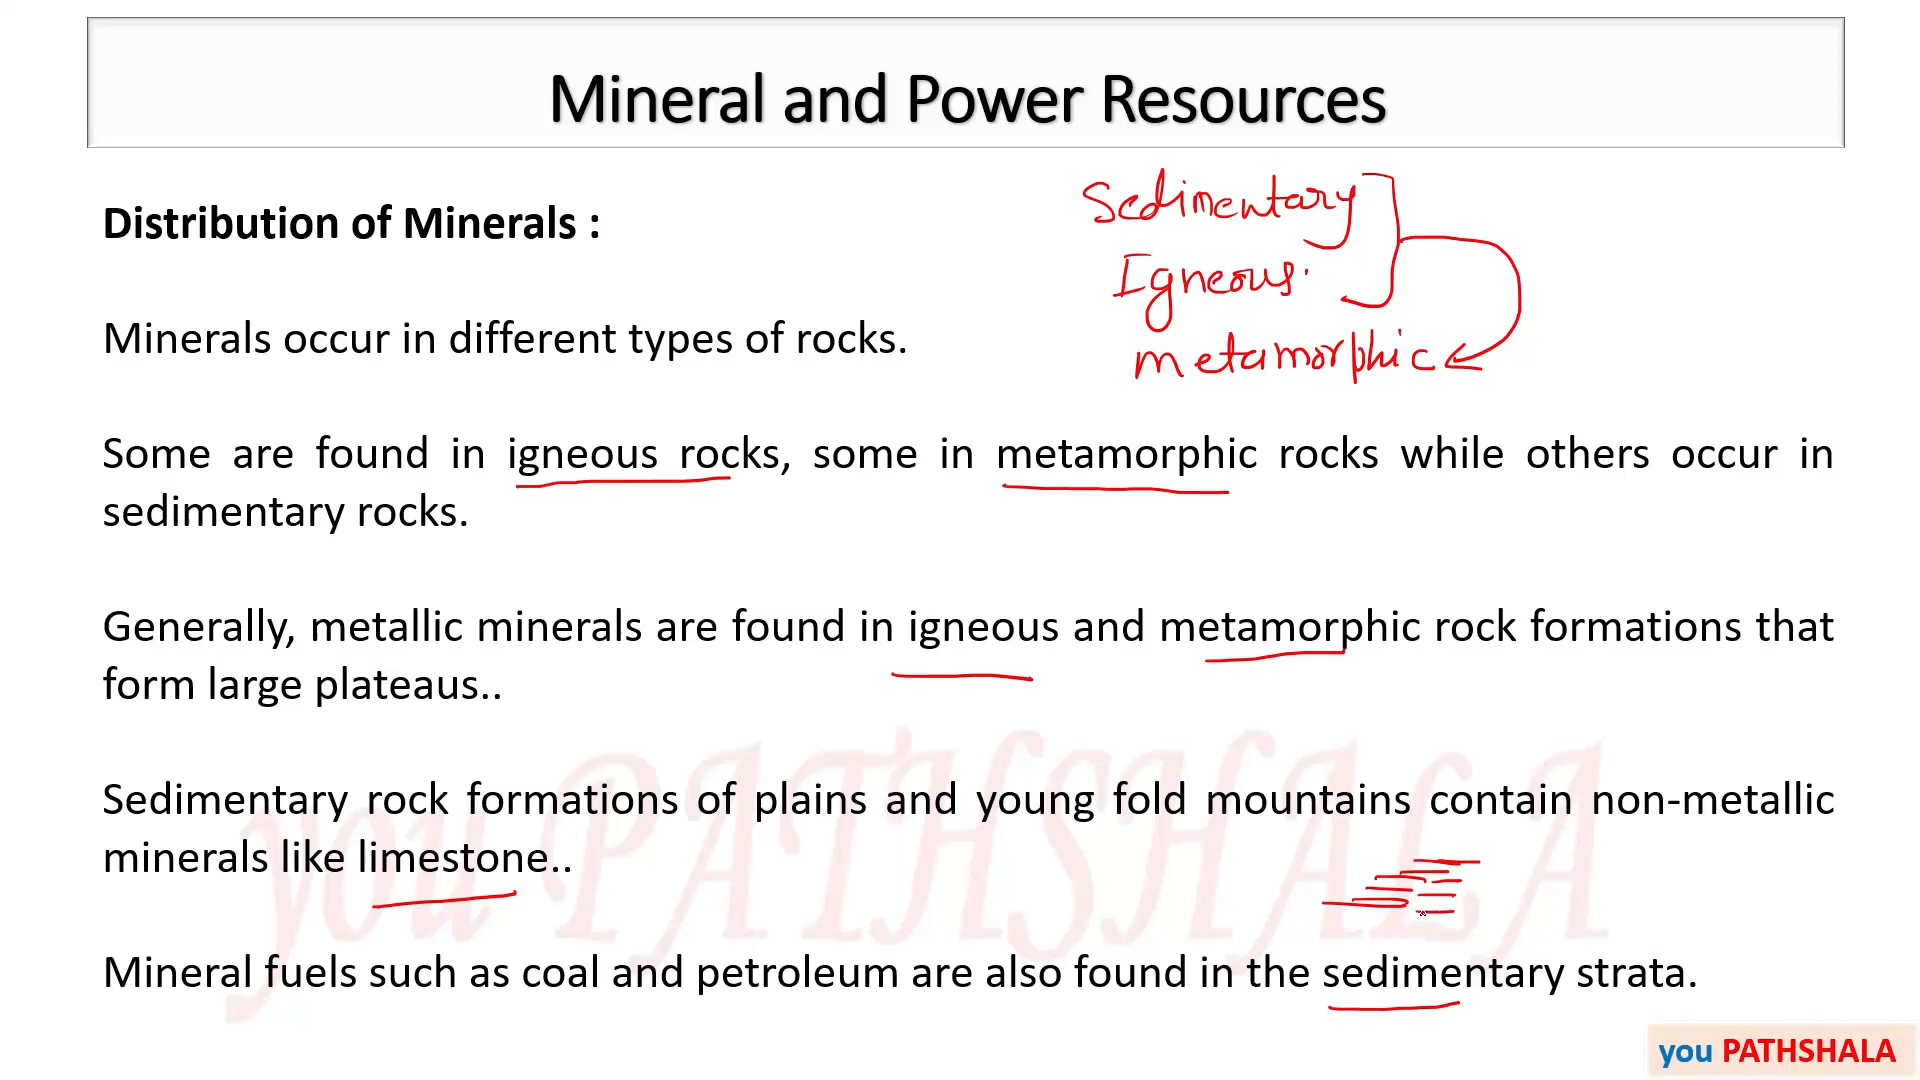 Mineral and Power Resources
Sedimentary
Distribution of Minerals :
Igneous
Minerals occur in different types of rocks.
metamorphic
Some are found in igneous rocks, some in metamorphic rocks while others occur in
sedimentary rocks.
Generally, metallic minerals are found in igneous and metamorphic rock formations that
form large plateaus..
Sedimentary rock formations of plains and young fold mountains contain non-metallic
minerals like limestone..
you PATHSHALA
Mineral fuels such as coal and petroleum are also found in the sedimentary strata.
you PATHSHALA